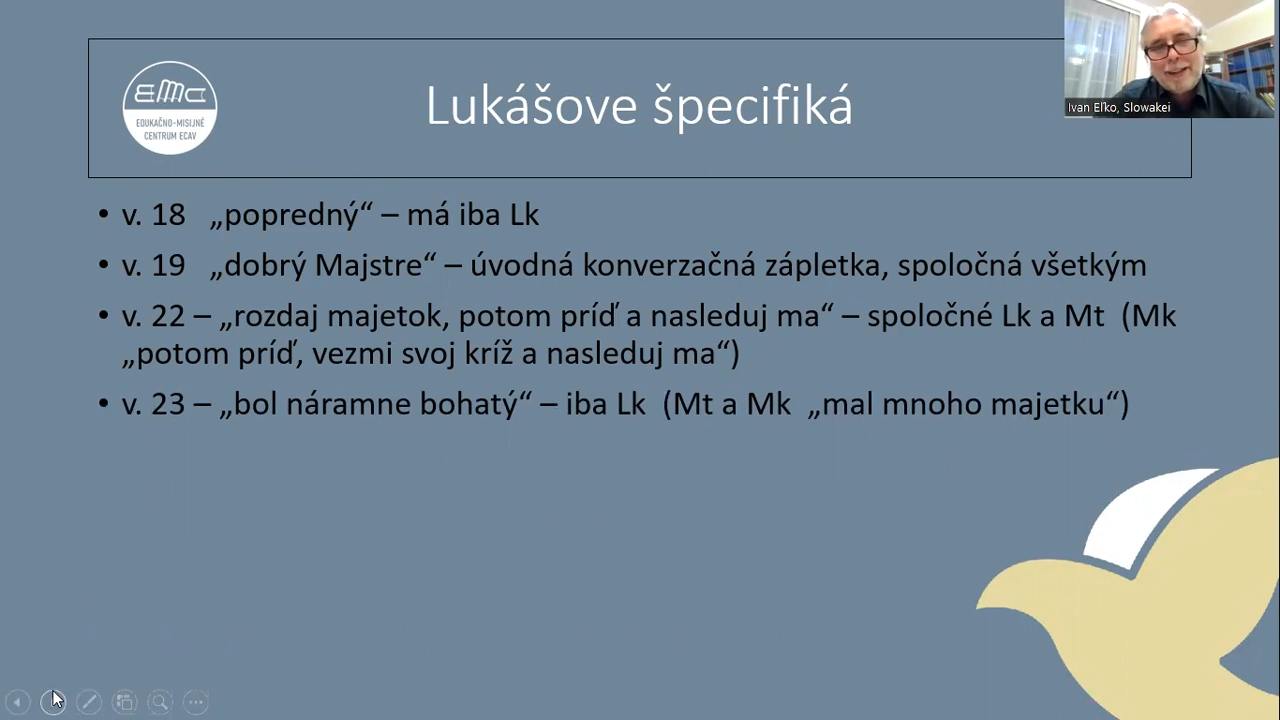 EMC
EDUKAČNO-MISIJNÉ
CENTRUM ECAV
Lukášove špecifiká
Ivan Eľko, Slowakei
• v. 18 „popredný“ – má iba Lk
• v. 19 „dobrý Majstre“ – úvodná konverzačná zápletka, spoločná všetkým
• v. 22 – „rozdaj majetok, potom príď a nasleduj ma“ – spoločné Lk a Mt (Mk
„potom príď, vezmi svoj kríž a nasleduj ma“)
• v. 23 – „bol náramne bohatý“ – iba Lk (Mt a Mk „mal mnoho majetku“)